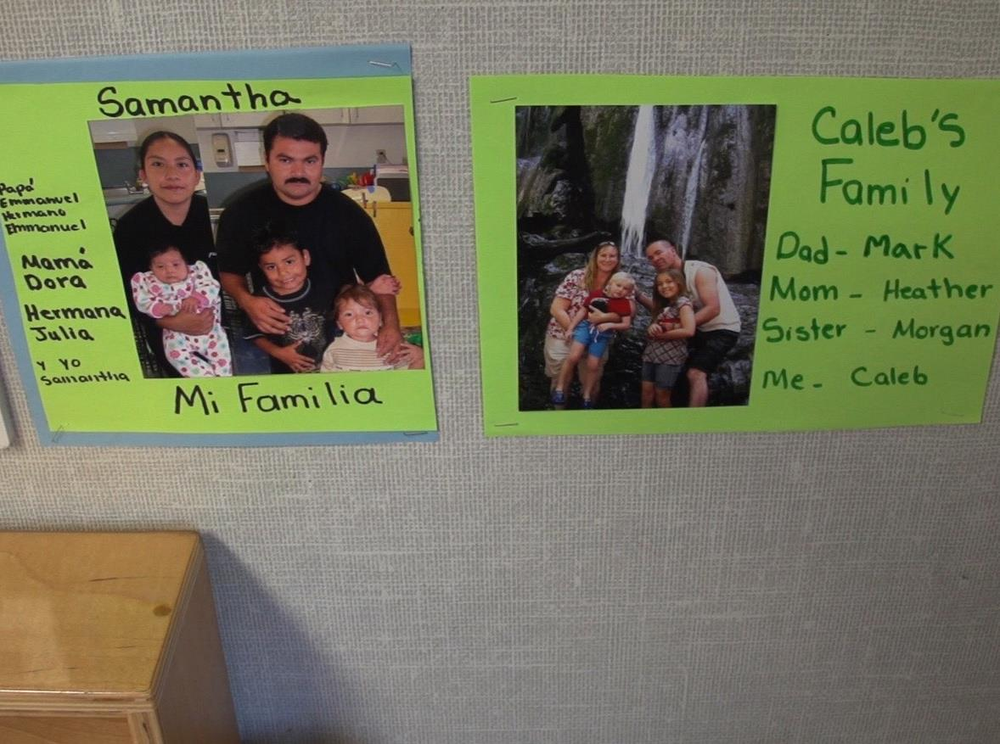 Samantha
Papá
Emmanuel
Hermano
Emmanuel
Mamá
Dora
Hermana
Julia
y yo
Samantha
Mi Familia
Caleb's
Family
Dad- Mark
Mom - Heather
Sister - Morgan
Me- Caleb